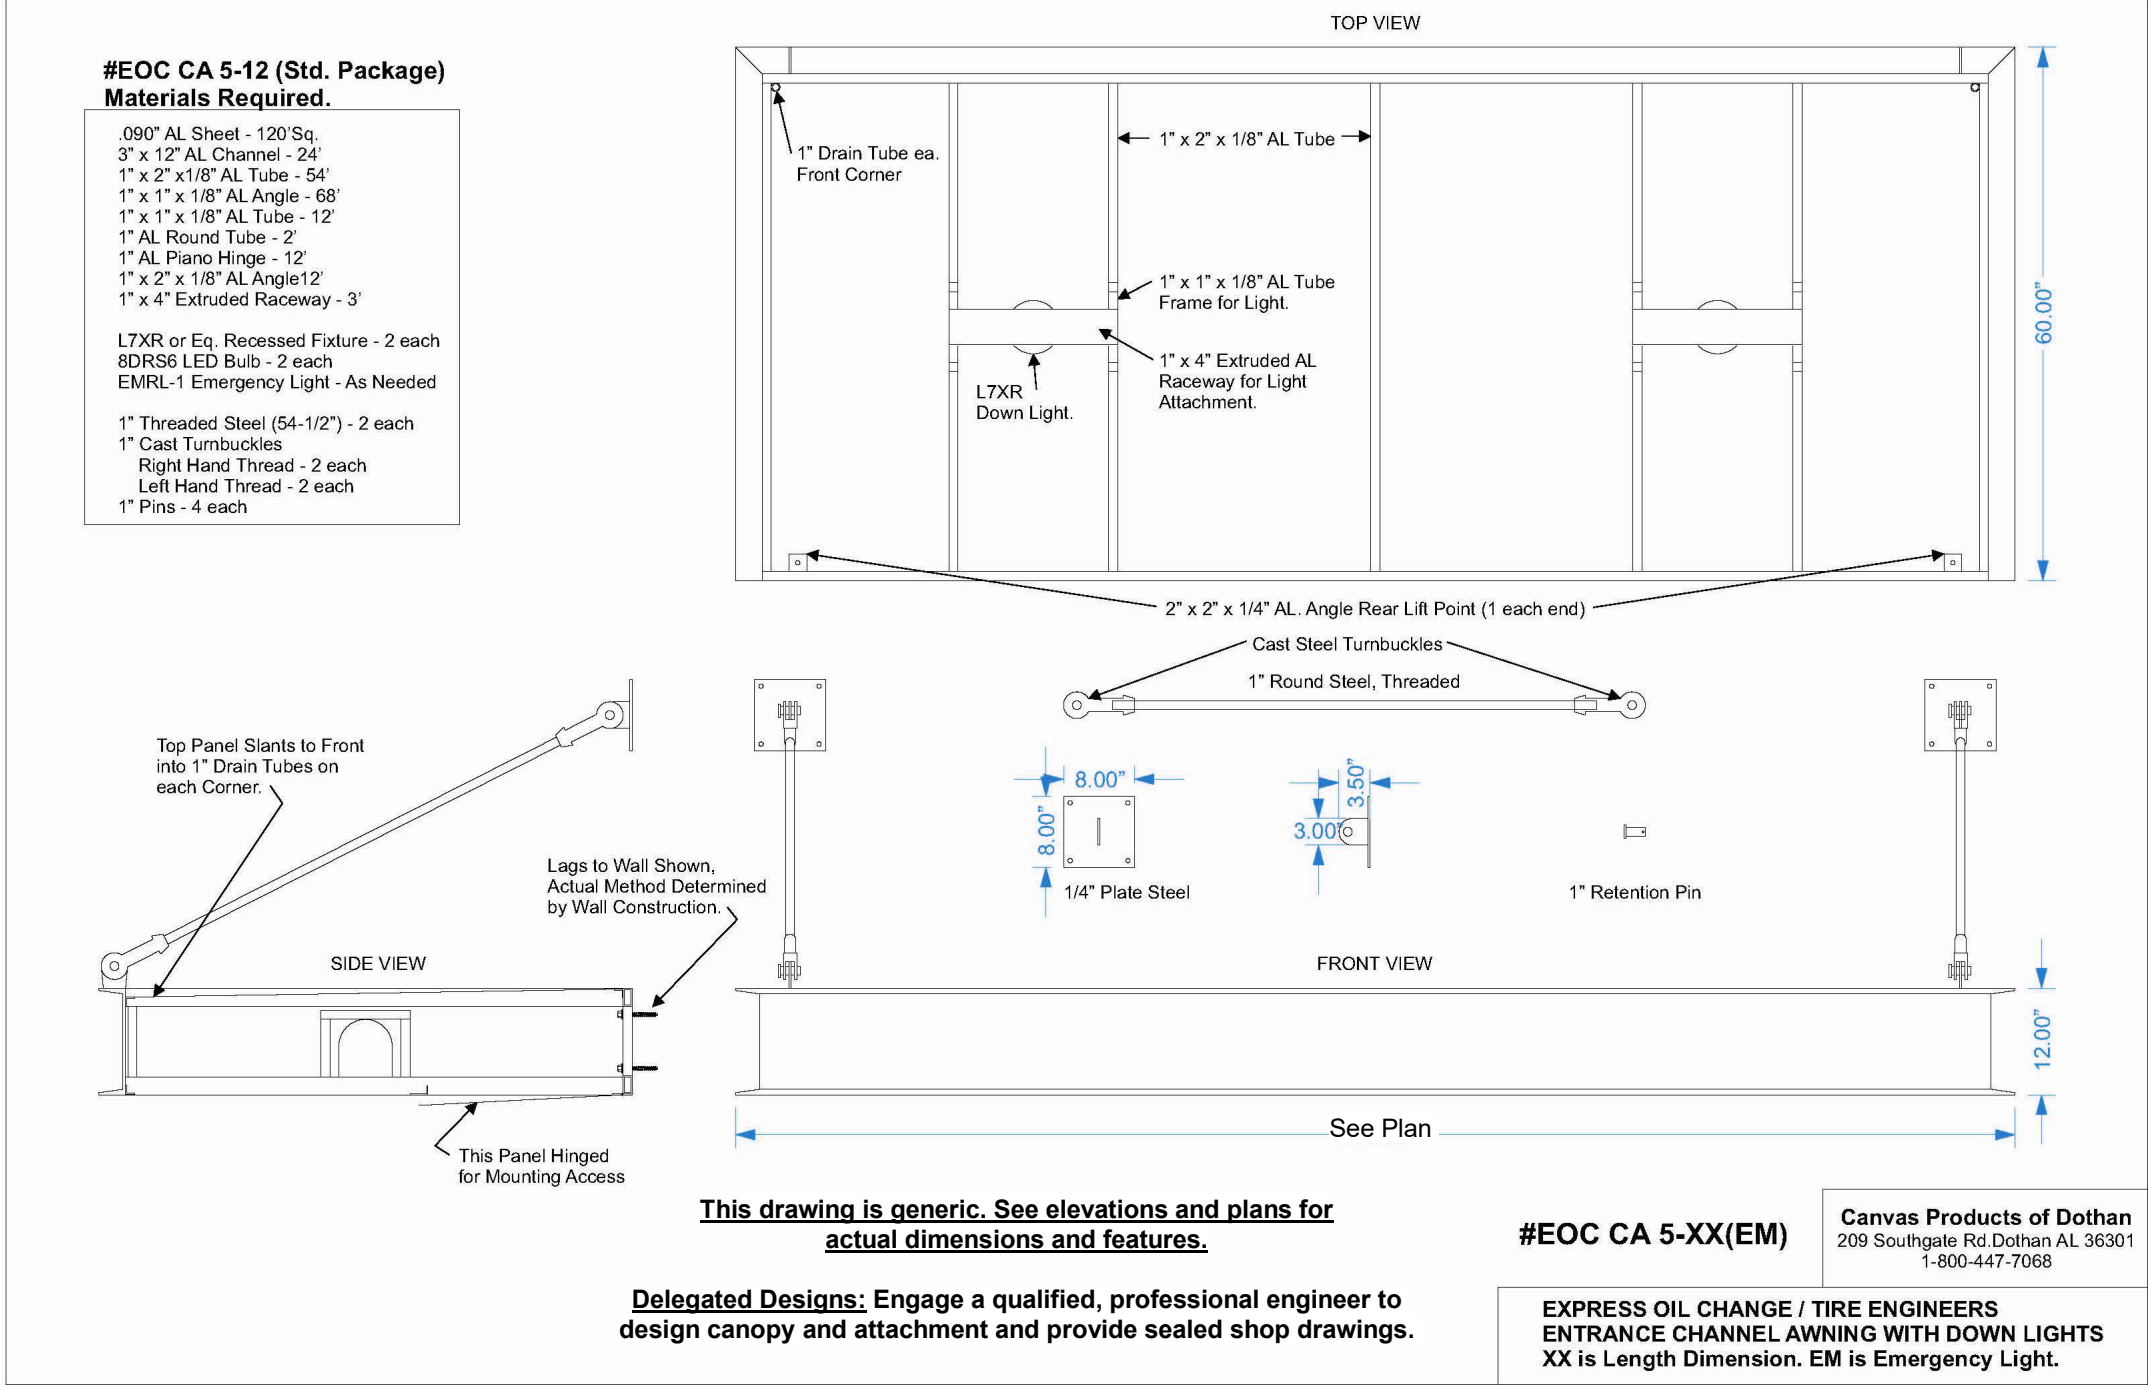 TOP VIEW
#EOC CA 5-12 (Std. Package)
Materials Required.
.090” AL Sheet - 120’Sq.
3” x 12” AL Channel - 24’
1” x 2” x1/8” AL Tube - 54’
1” x 1” x 1/8” AL Angle - 68’
1” x 1” x 1/8” AL Tube - 12’
1” AL Round Tube - 2’
1” AL Piano Hinge - 12’
1” x 2” x 1/8” AL Angle12’
1” x 4” Extruded Raceway - 3’
L7XR or Eq. Recessed Fixture - 2 each
8DRS6 LED Bulb - 2 each
EMRL-1 Emergency Light - As Needed
1” Threaded Steel (54-1/2”) - 2 each
1” Cast Turnbuckles
Right Hand Thread - 2 each
Left Hand Thread - 2 each
1” Pins - 4 each
1” Drain Tube ea.
Front Corner
1” x 2” x 1/8” AL Tube
1” x 1” x 1/8” AL Tube
Frame for Light.
1” x 4” Extruded AL
Raceway for Light
Attachment.
L7XR
Down Light.
60.00”
2” x 2” x 1/4” AL. Angle Rear Lift Point (1 each end)
Cast Steel Turnbuckles
1” Round Steel, Threaded
Top Panel Slants to Front
into 1” Drain Tubes on
each Corner.
Lags to Wall Shown,
Actual Method Determined
by Wall Construction.
8.00”
8.00”
1/4” Plate Steel
3.50”
3.00”
1” Retention Pin
SIDE VIEW
FRONT VIEW
12.00”
See Plan
This Panel Hinged
for Mounting Access
This drawing is generic. See elevations and plans for
actual dimensions and features.
Delegated Designs: Engage a qualified, professional engineer to
design canopy and attachment and provide sealed shop drawings.
#EOC CA 5-XX(EM)
Canvas Products of Dothan
209 Southgate Rd.Dothan AL 36301
1-800-447-7068
EXPRESS OIL CHANGE / TIRE ENGINEERS
ENTRANCE CHANNEL AWNING WITH DOWN LIGHTS
XX is Length Dimension. EM is Emergency Light.